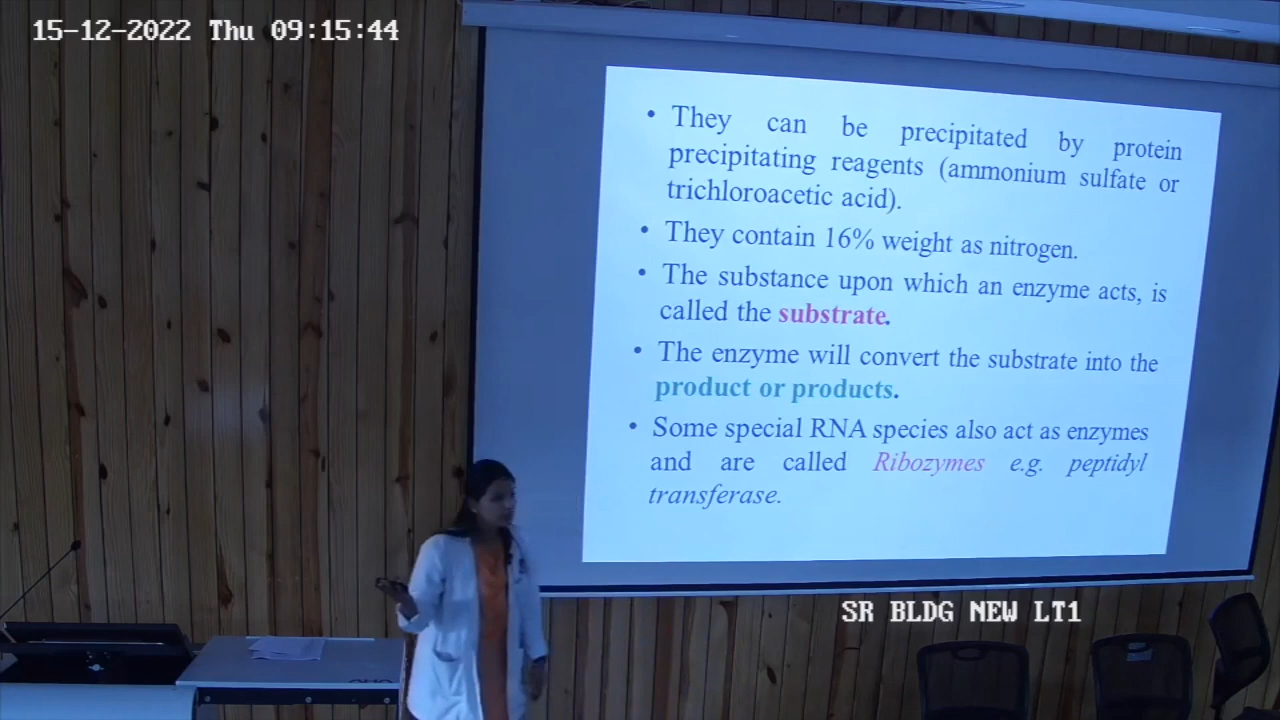 15-12-2022 Thu 09:15:44
• They can be precipitated by protein
precipitating reagents (ammonium sulfate or
trichloroacetic acid).
• They contain 16% weight as nitrogen.
• The substance upon which an enzyme acts, is
called the substrate.
• The enzyme will convert the substrate into the
product or products.
• Some special RNA species also act as enzymes
and are called Ribozymes e.g. peptidyl
transferase.
SR BLDG NEW LT1